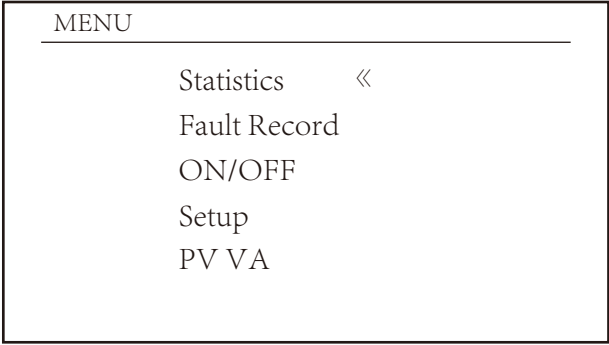 MENU
Statistics 《
Fault Record
ON/OFF
Setup
PV VA